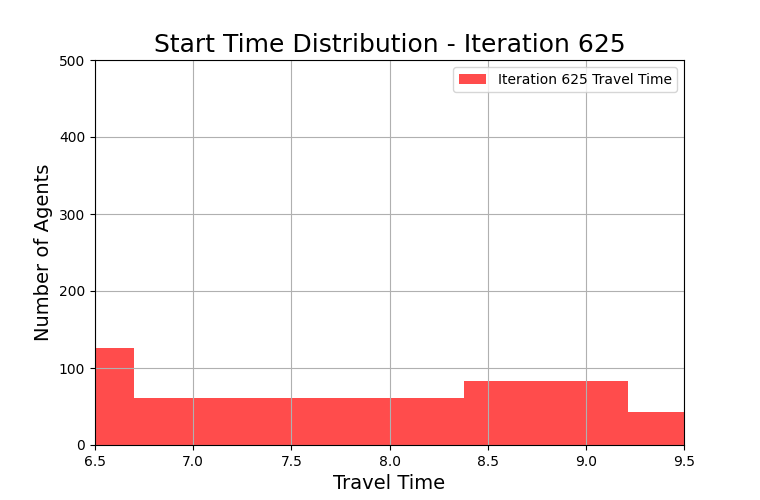 Start Time Distribution - Iteration 625
Iteration 625 Travel Time
Number of Agents
500
400
300
200
100
0
6.5 7.0 7.5 8.0 8.5 9.0 9.5
Travel Time